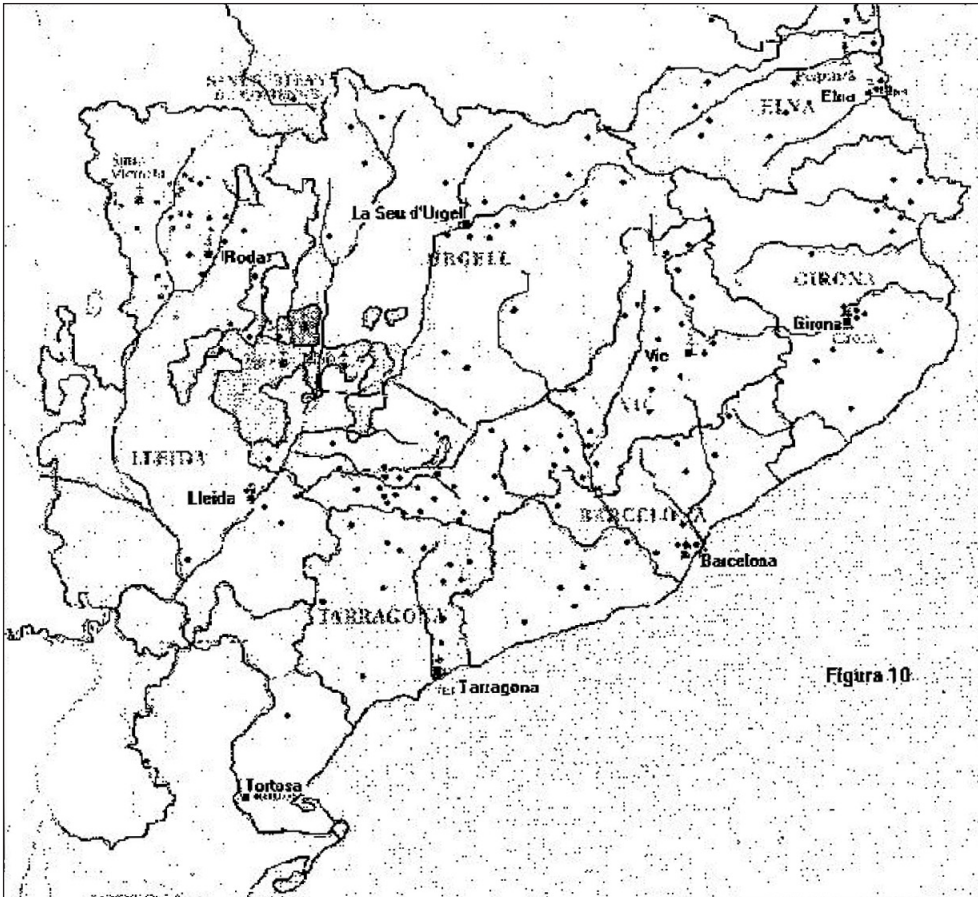 ELNA
Elna
La Seu d'Urgell
URGELL
Roda
GIRONA
Girona
Vic
VIC
LLEIDA
Lleida
BARCELONA
Barcelona
TARRAGONA
Figura 10
Tarragona
Tortosa